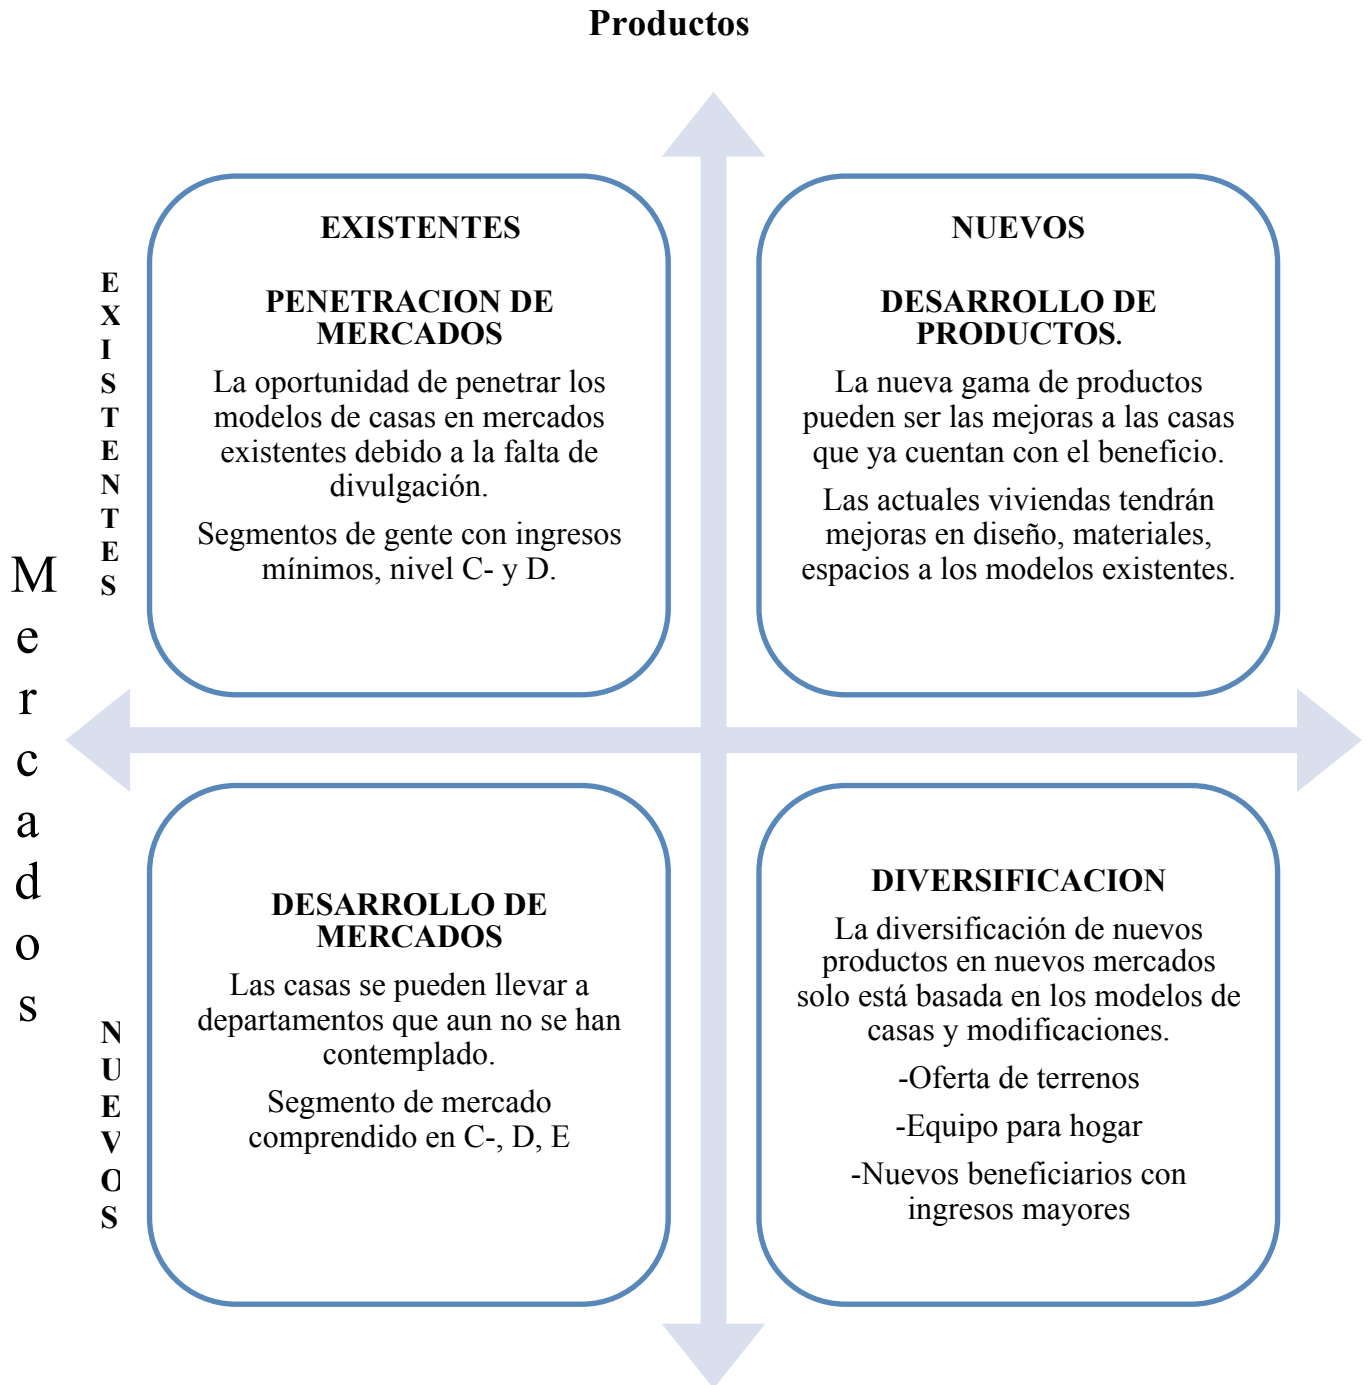 Productos
Mercados
EXISTENTES
EXISTENTES
PENETRACION DE
MERCADOS
La oportunidad de penetrar los
modelos de casas en mercados
existentes debido a la falta de
divulgación.
Segmentos de gente con ingresos
mínimos, nivel C- y D.
NUEVOS
DESARROLLO DE
PRODUCTOS.
La nueva gama de productos
pueden ser las mejoras a las casas
que ya cuentan con el beneficio.
Las actuales viviendas tendrán
mejoras en diseño, materiales,
espacios a los modelos existentes.
NUEVOS
DESARROLLO DE
MERCADOS
Las casas se pueden llevar a
departamentos que aun no se han
contemplado.
Segmento de mercado
comprendido en C-, D, E
DIVERSIFICACION
La diversificación de nuevos
productos en nuevos mercados
solo está basada en los modelos de
casas y modificaciones.
-Oferta de terrenos
-Equipo para hogar
-Nuevos beneficiarios con
ingresos mayores